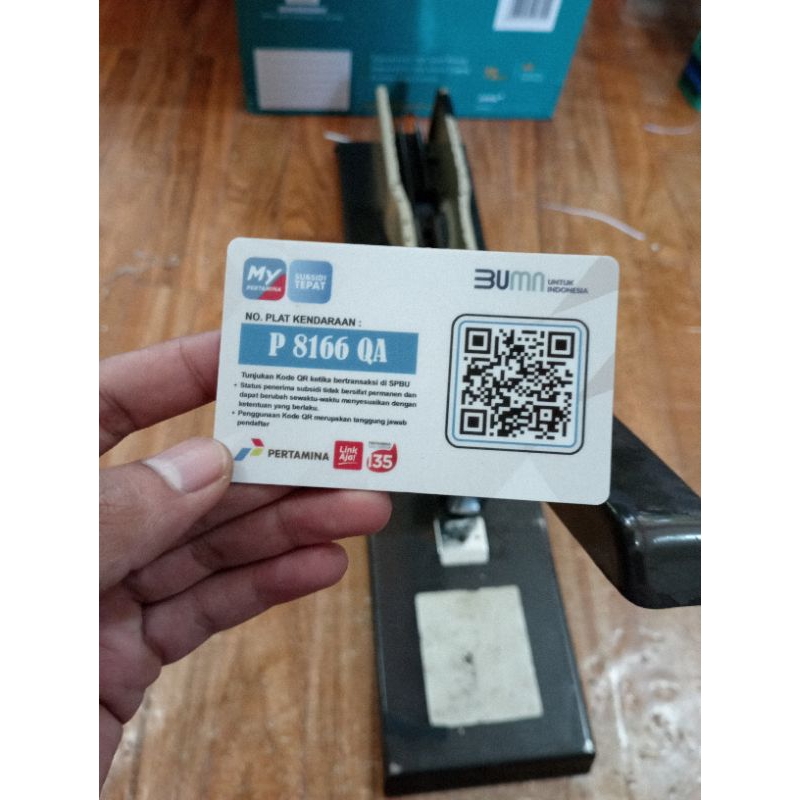 My
PERTAMINA
SUBSIDI
TEPAT
BUMN
UNTUK
INDONESIA
NO. PLAT KENDARAAN :
P 8166 QA
Tunjukan Kode QR ketika bertransaksi di SPBU
• Status penerima subsidi tidak bersifat permanen dan
dapat berubah sewaktu-waktu menyesuaikan dengan
ketentuan yang berlaku.
• Penggunaan Kode QR merupakan tanggung jawab
pendaftar
PERTAMINA
Link
Aja!
135